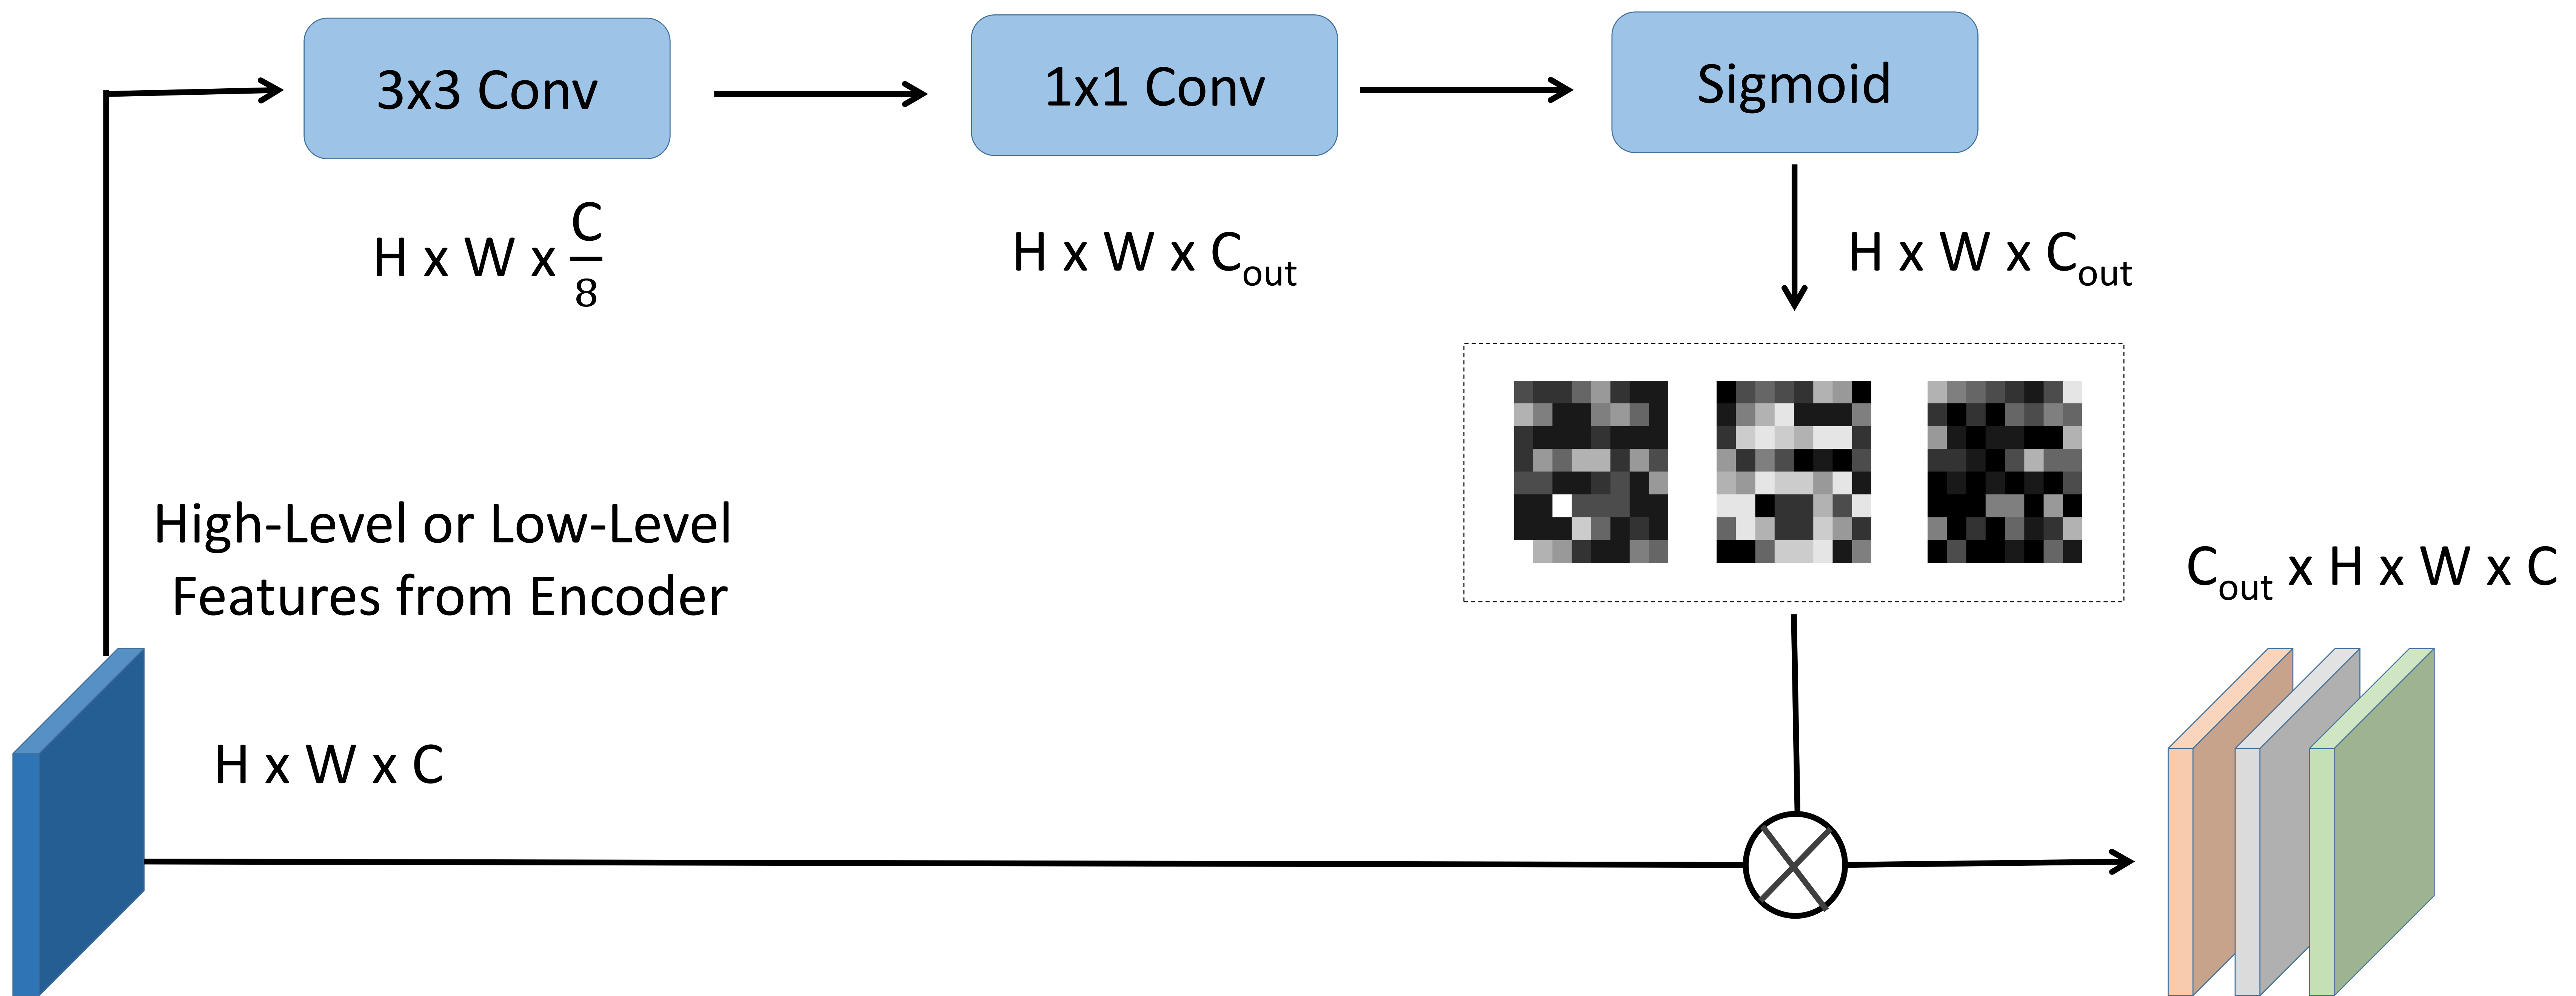 3x3 Conv
1x1 Conv
Sigmoid
H x W x C/8
H x W x Cout
H x W x Cout
High-Level or Low-Level
Features from Encoder
Cout x H x W x C
H x W x C